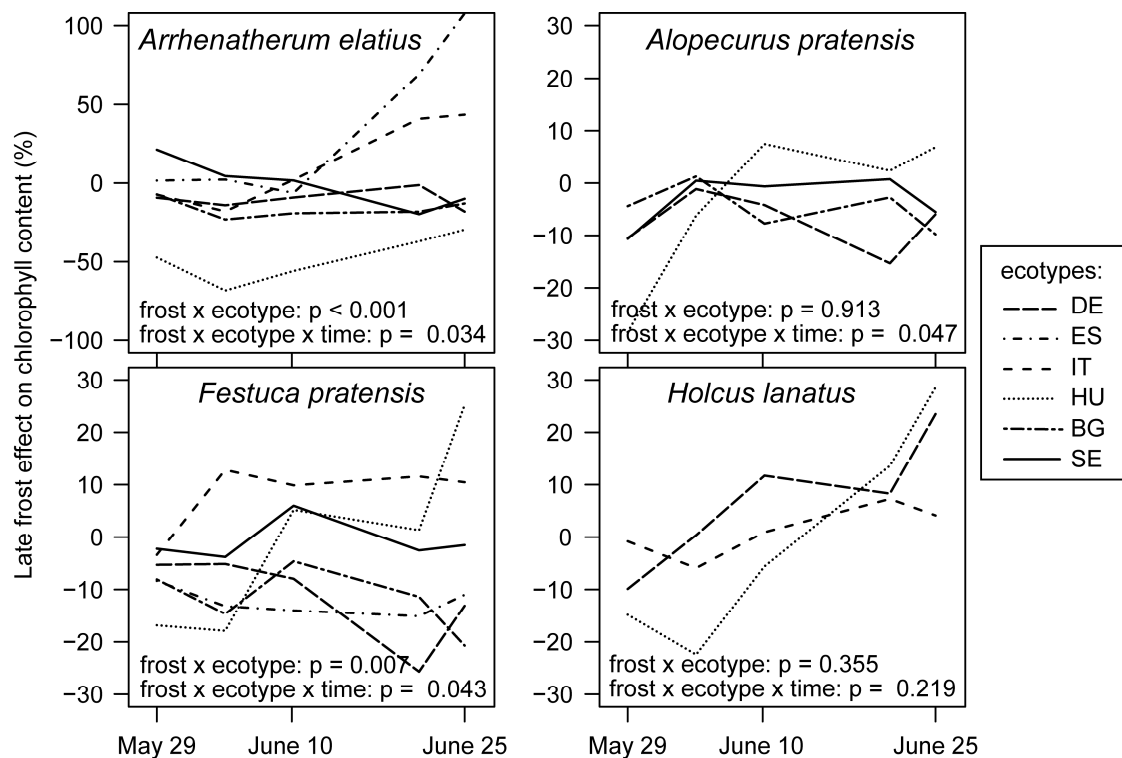 Late frost effect on chlorophyll content (%)
Arrhenatherum elatius
100
50
0
−50
−100
frost x ecotype: p < 0.001
frost x ecotype x time: p = 0.034
Alopecurus pratensis
30
20
10
0
−10
−20
−30
frost x ecotype: p = 0.913
frost x ecotype x time: p = 0.047
ecotypes:
DE
ES
IT
HU
BG
SE
Festuca pratensis
30
20
10
0
−10
−20
−30
frost x ecotype: p = 0.007
frost x ecotype x time: p = 0.043
May 29
June 10
June 25
Holcus lanatus
30
20
10
0
−10
−20
−30
frost x ecotype: p = 0.355
frost x ecotype x time: p = 0.219
May 29
June 10
June 25